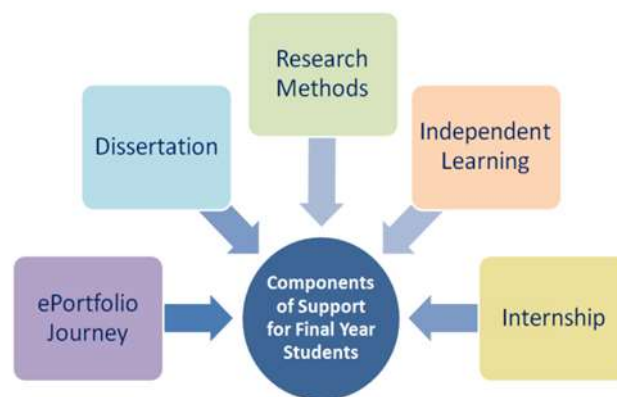 Research
Methods
Dissertation
Independent
Learning
ePortfolio
Journey
Components
of Support
for Final Year
Students
Internship